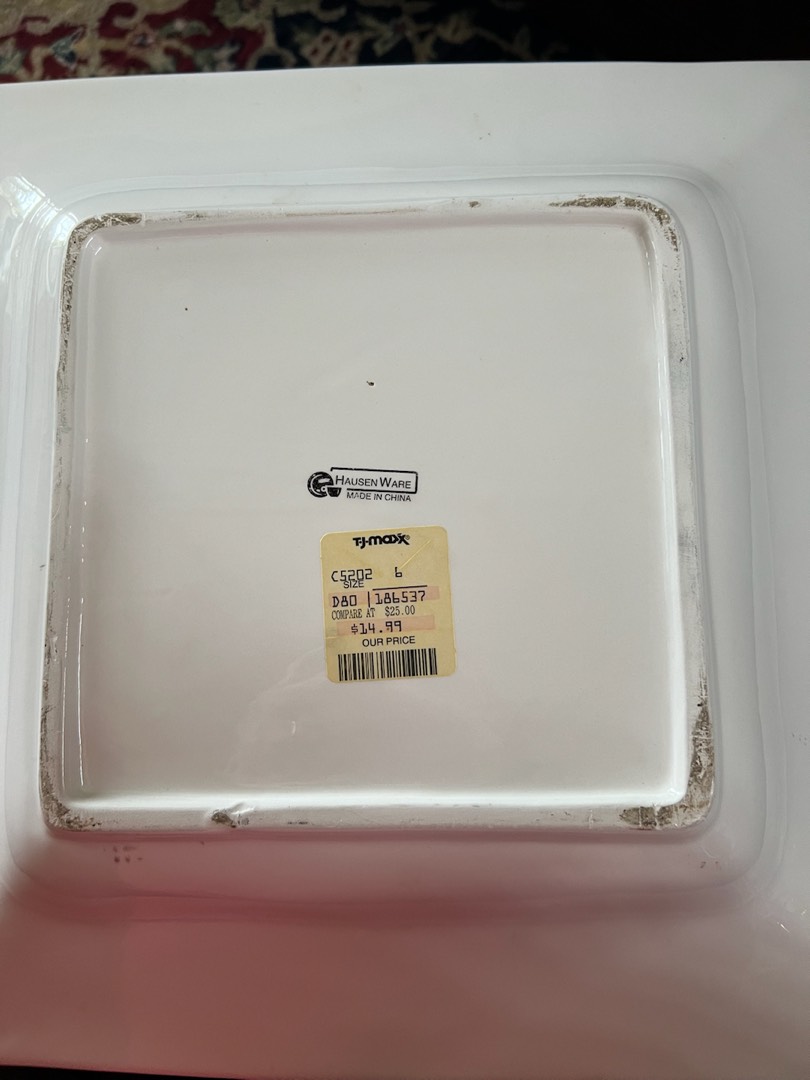 HAUSEN WARE
MADE IN CHINA
T·J·maxx®
C5202 6
SIZE
D80 186537
COMPARE AT $25.00
$14.99
OUR PRICE